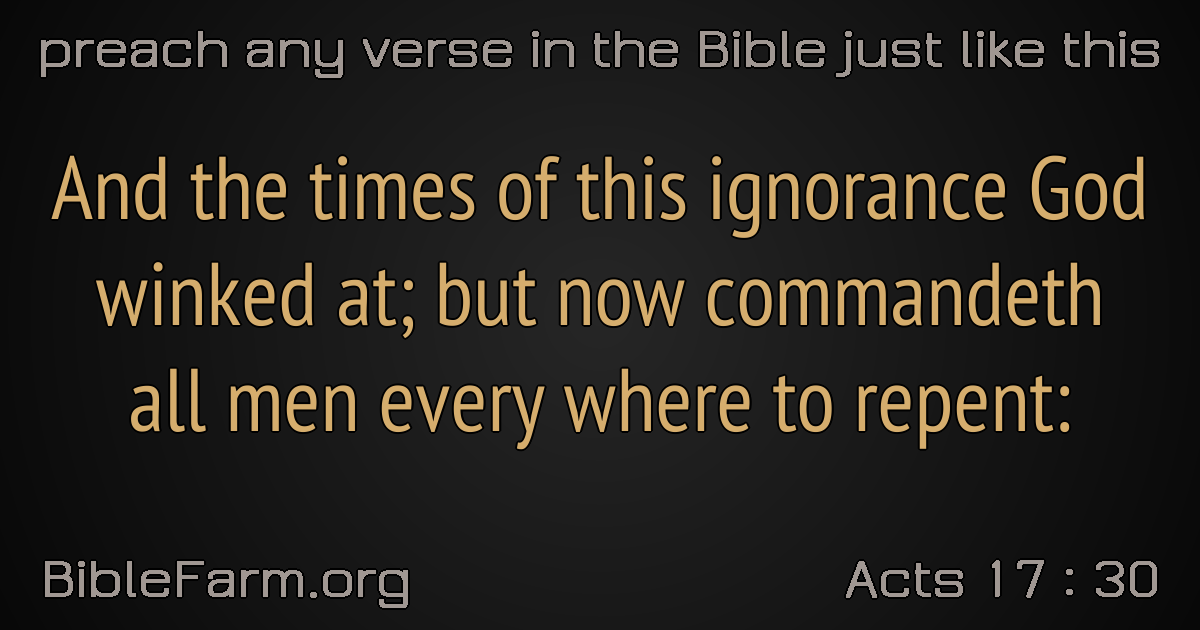 preach any verse in the Bible just like this
And the times of this ignorance God
winked at; but now commandeth
all men every where to repent:
BibleFarm.org
Acts 17 : 30